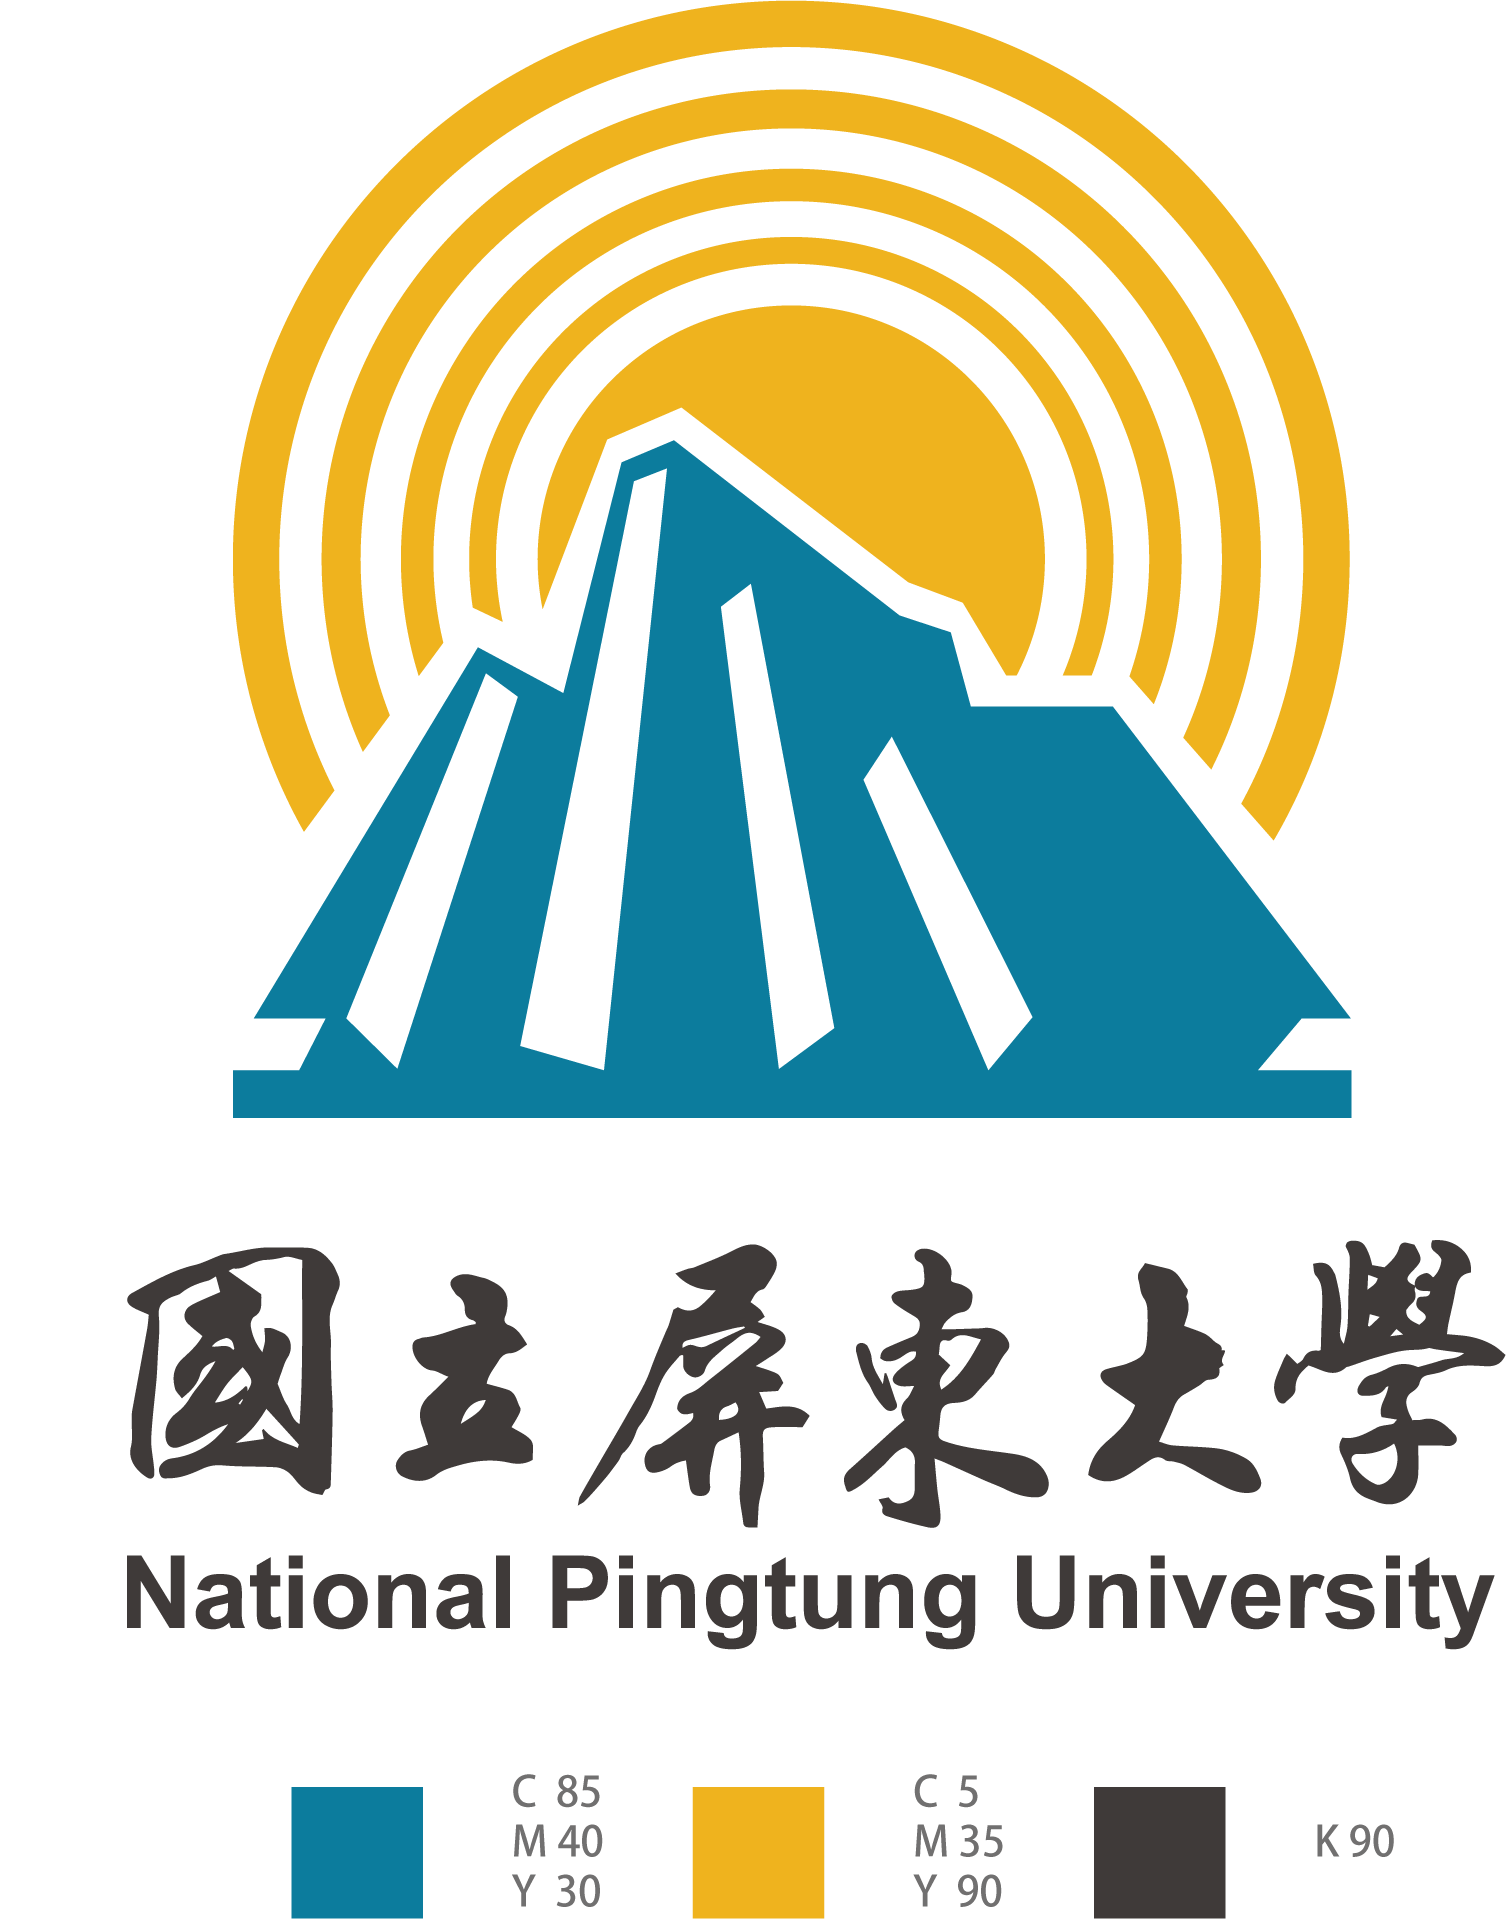 國立屏東大學
National Pingtung University
C 85
M 40
Y 30
C 5
M 35
Y 90
K 90